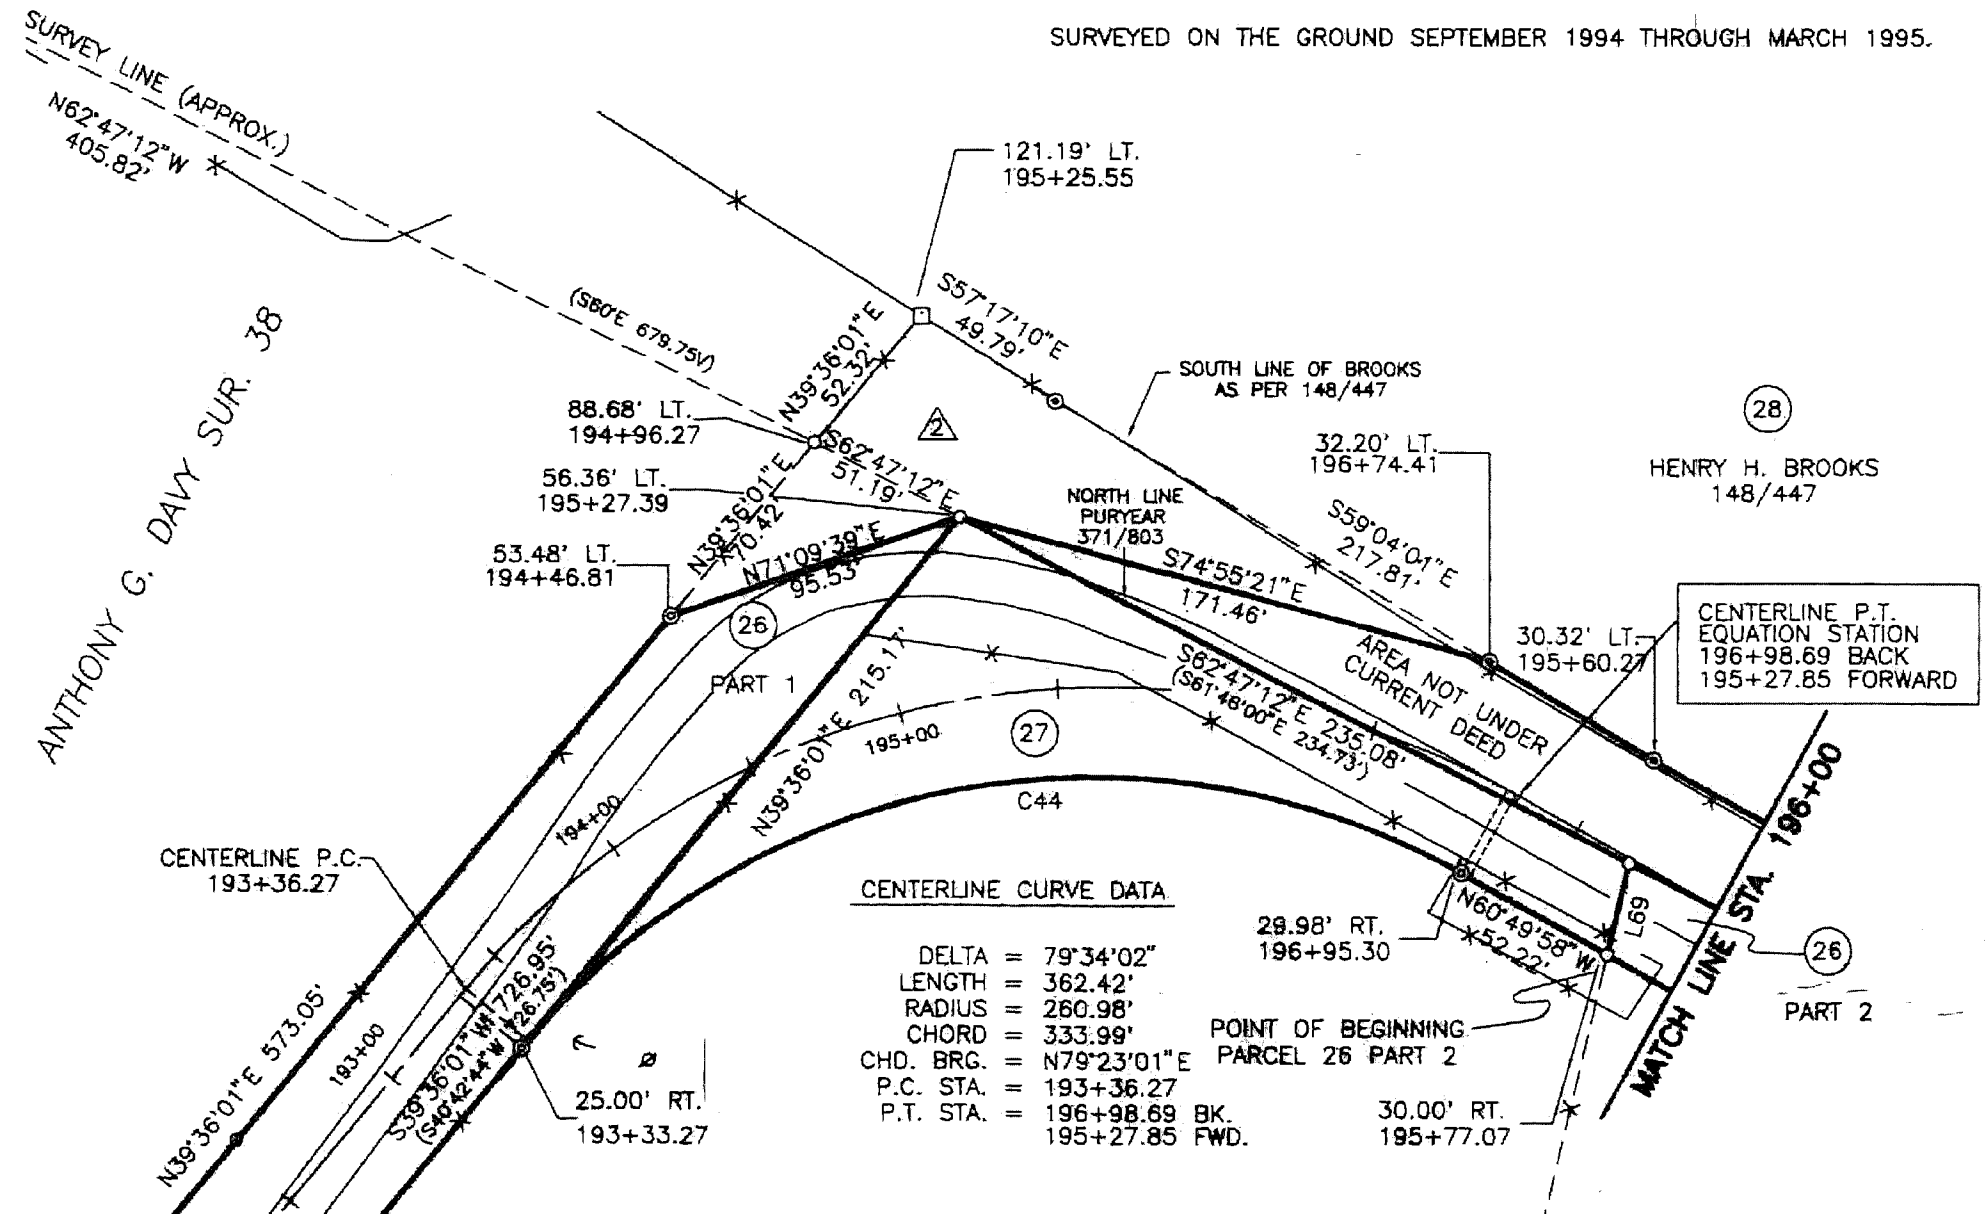 SURVEYED ON THE GROUND SEPTEMBER 1994 THROUGH MARCH 1995.
SURVEY LINE (APPROX.)
N62°47'12"W
405.82'
121.19' LT.
195+25.55
(S60°E 679.75V)
S57°17'10"E
49.79'
N39°36'01"E
52.32'
SOUTH LINE OF BROOKS
AS PER 148/447
28
HENRY H. BROOKS
148/447
ANTHONY G. DAVY SUR. 38
88.68' LT.
194+96.27
2
S62°47'12"E
51.19'
32.20' LT.
196+74.41
56.36' LT.
195+27.39
N39°36'01"E
70.42'
NORTH LINE
PURYEAR
371/803
S59°04'01"E
217.81'
53.48' LT.
194+46.81
N71°09'39"E
95.53'
S74°55'21"E
171.46'
26
PART 1
CENTERLINE P.T.
EQUATION STATION
196+98.69 BACK
195+27.85 FORWARD
30.32' LT.
195+60.27
AREA NOT UNDER
CURRENT DEED
S62°47'12"E 235.08'
(S61°46'00"E 234.73')
N39°36'01"E 215.17'
195+00
27
194+00
C44
CENTERLINE P.C.
193+36.27
CENTERLINE CURVE DATA
DELTA = 79°34'02"
LENGTH = 362.42'
RADIUS = 260.98'
CHORD = 333.99'
CHD. BRG. = N79°23'01"E
P.C. STA. = 193+36.27
P.T. STA. = 196+98.69 BK.
195+27.85 FWD.
29.98' RT.
196+95.30
N60°49'58"W
52.22'
L69
MATCH LINE STA. 196+00
26
PART 2
POINT OF BEGINNING
PARCEL 26 PART 2
30.00' RT.
195+77.07
N39°36'01"E 573.05'
193+00
S39°36'01"W 726.95'
(S40°42'44"W 726.75')
25.00' RT.
193+33.27